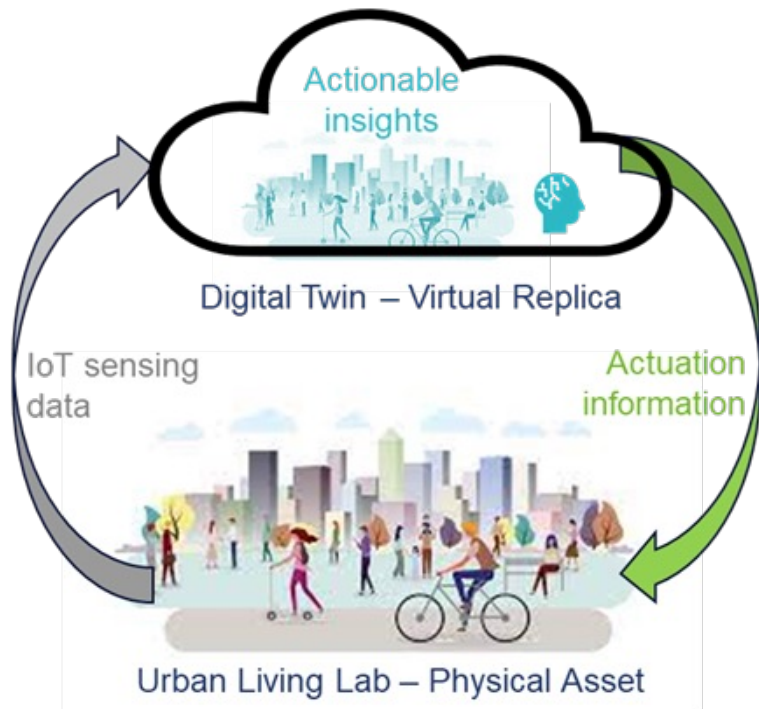 Actionable
insights
Digital Twin – Virtual Replica
IoT sensing
data
Actuation
information
Urban Living Lab – Physical Asset